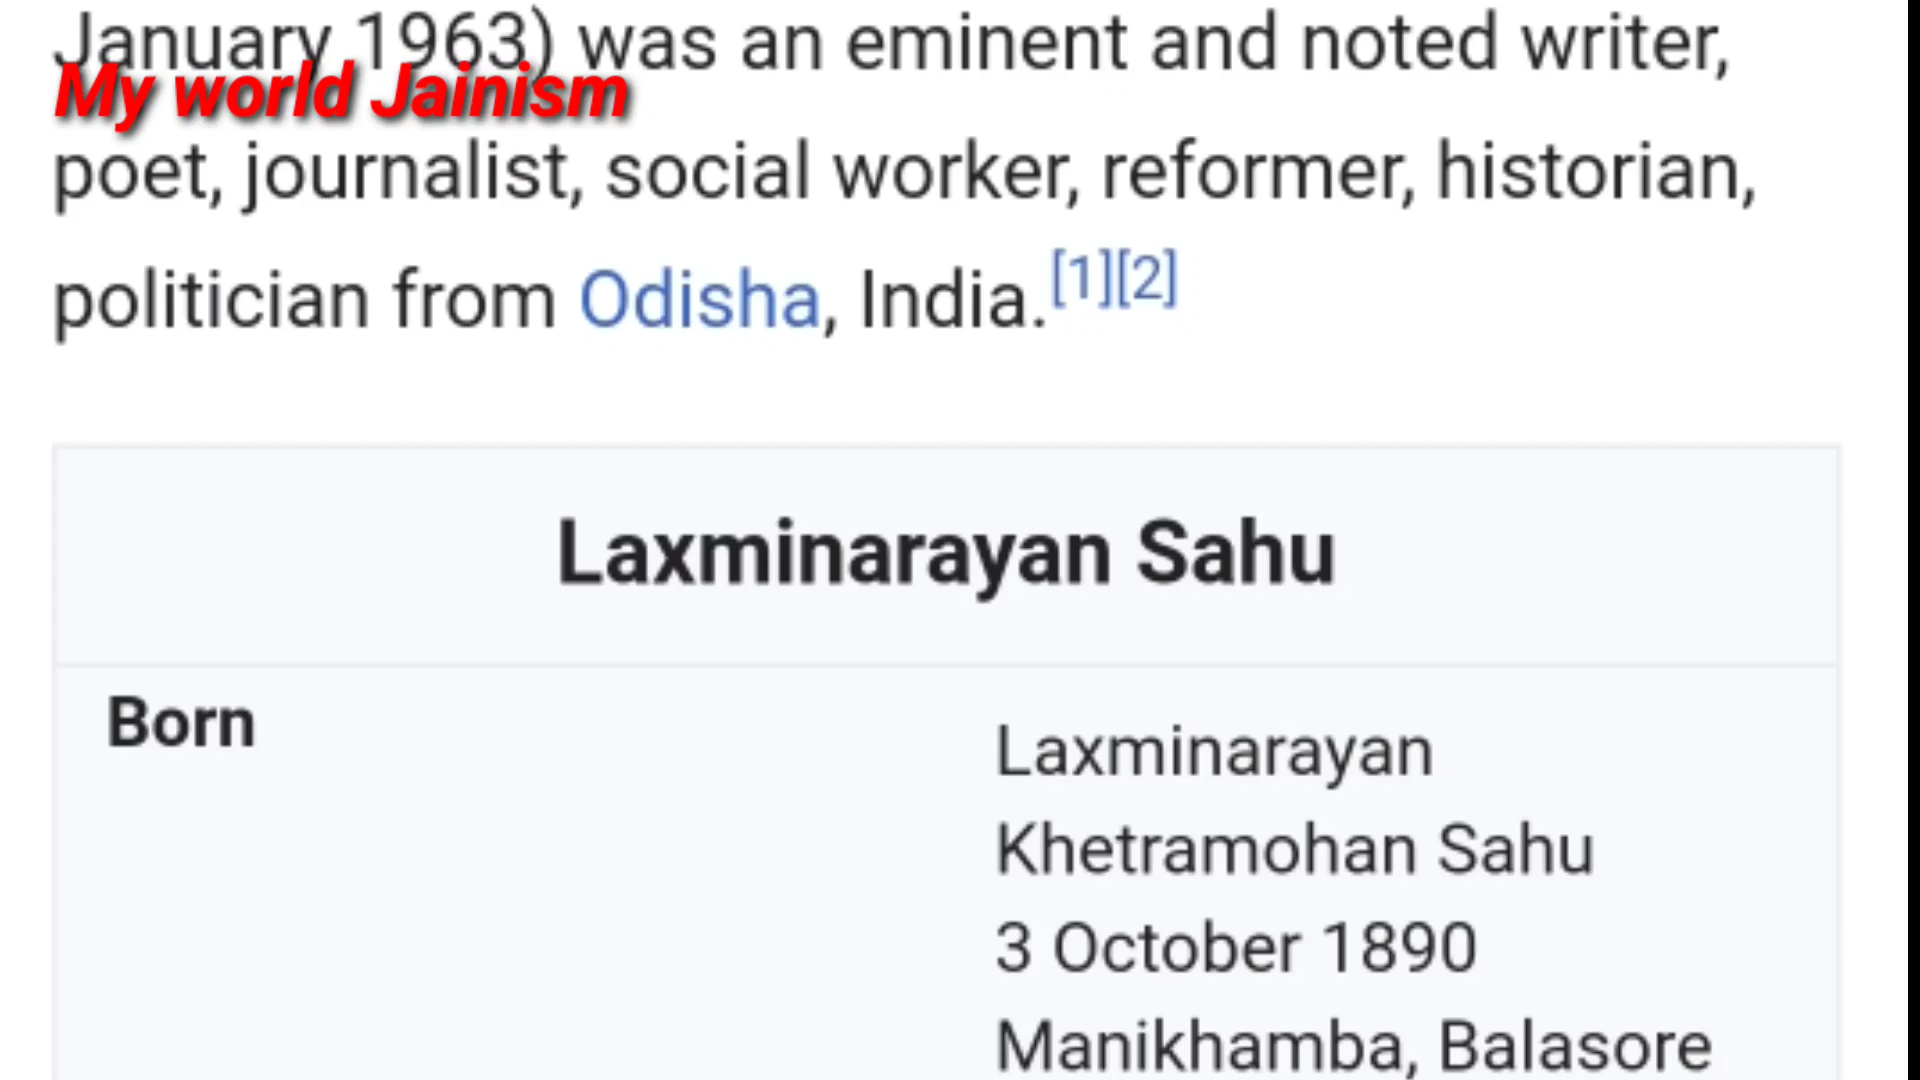 January 1963) was an eminent and noted writer,
My world Jainism
poet, journalist, social worker, reformer, historian,
politician from Odisha, India.[1][2]
Laxminarayan Sahu
Born
Laxminarayan
Khetramohan Sahu
3 October 1890
Manikhamba, Balasore